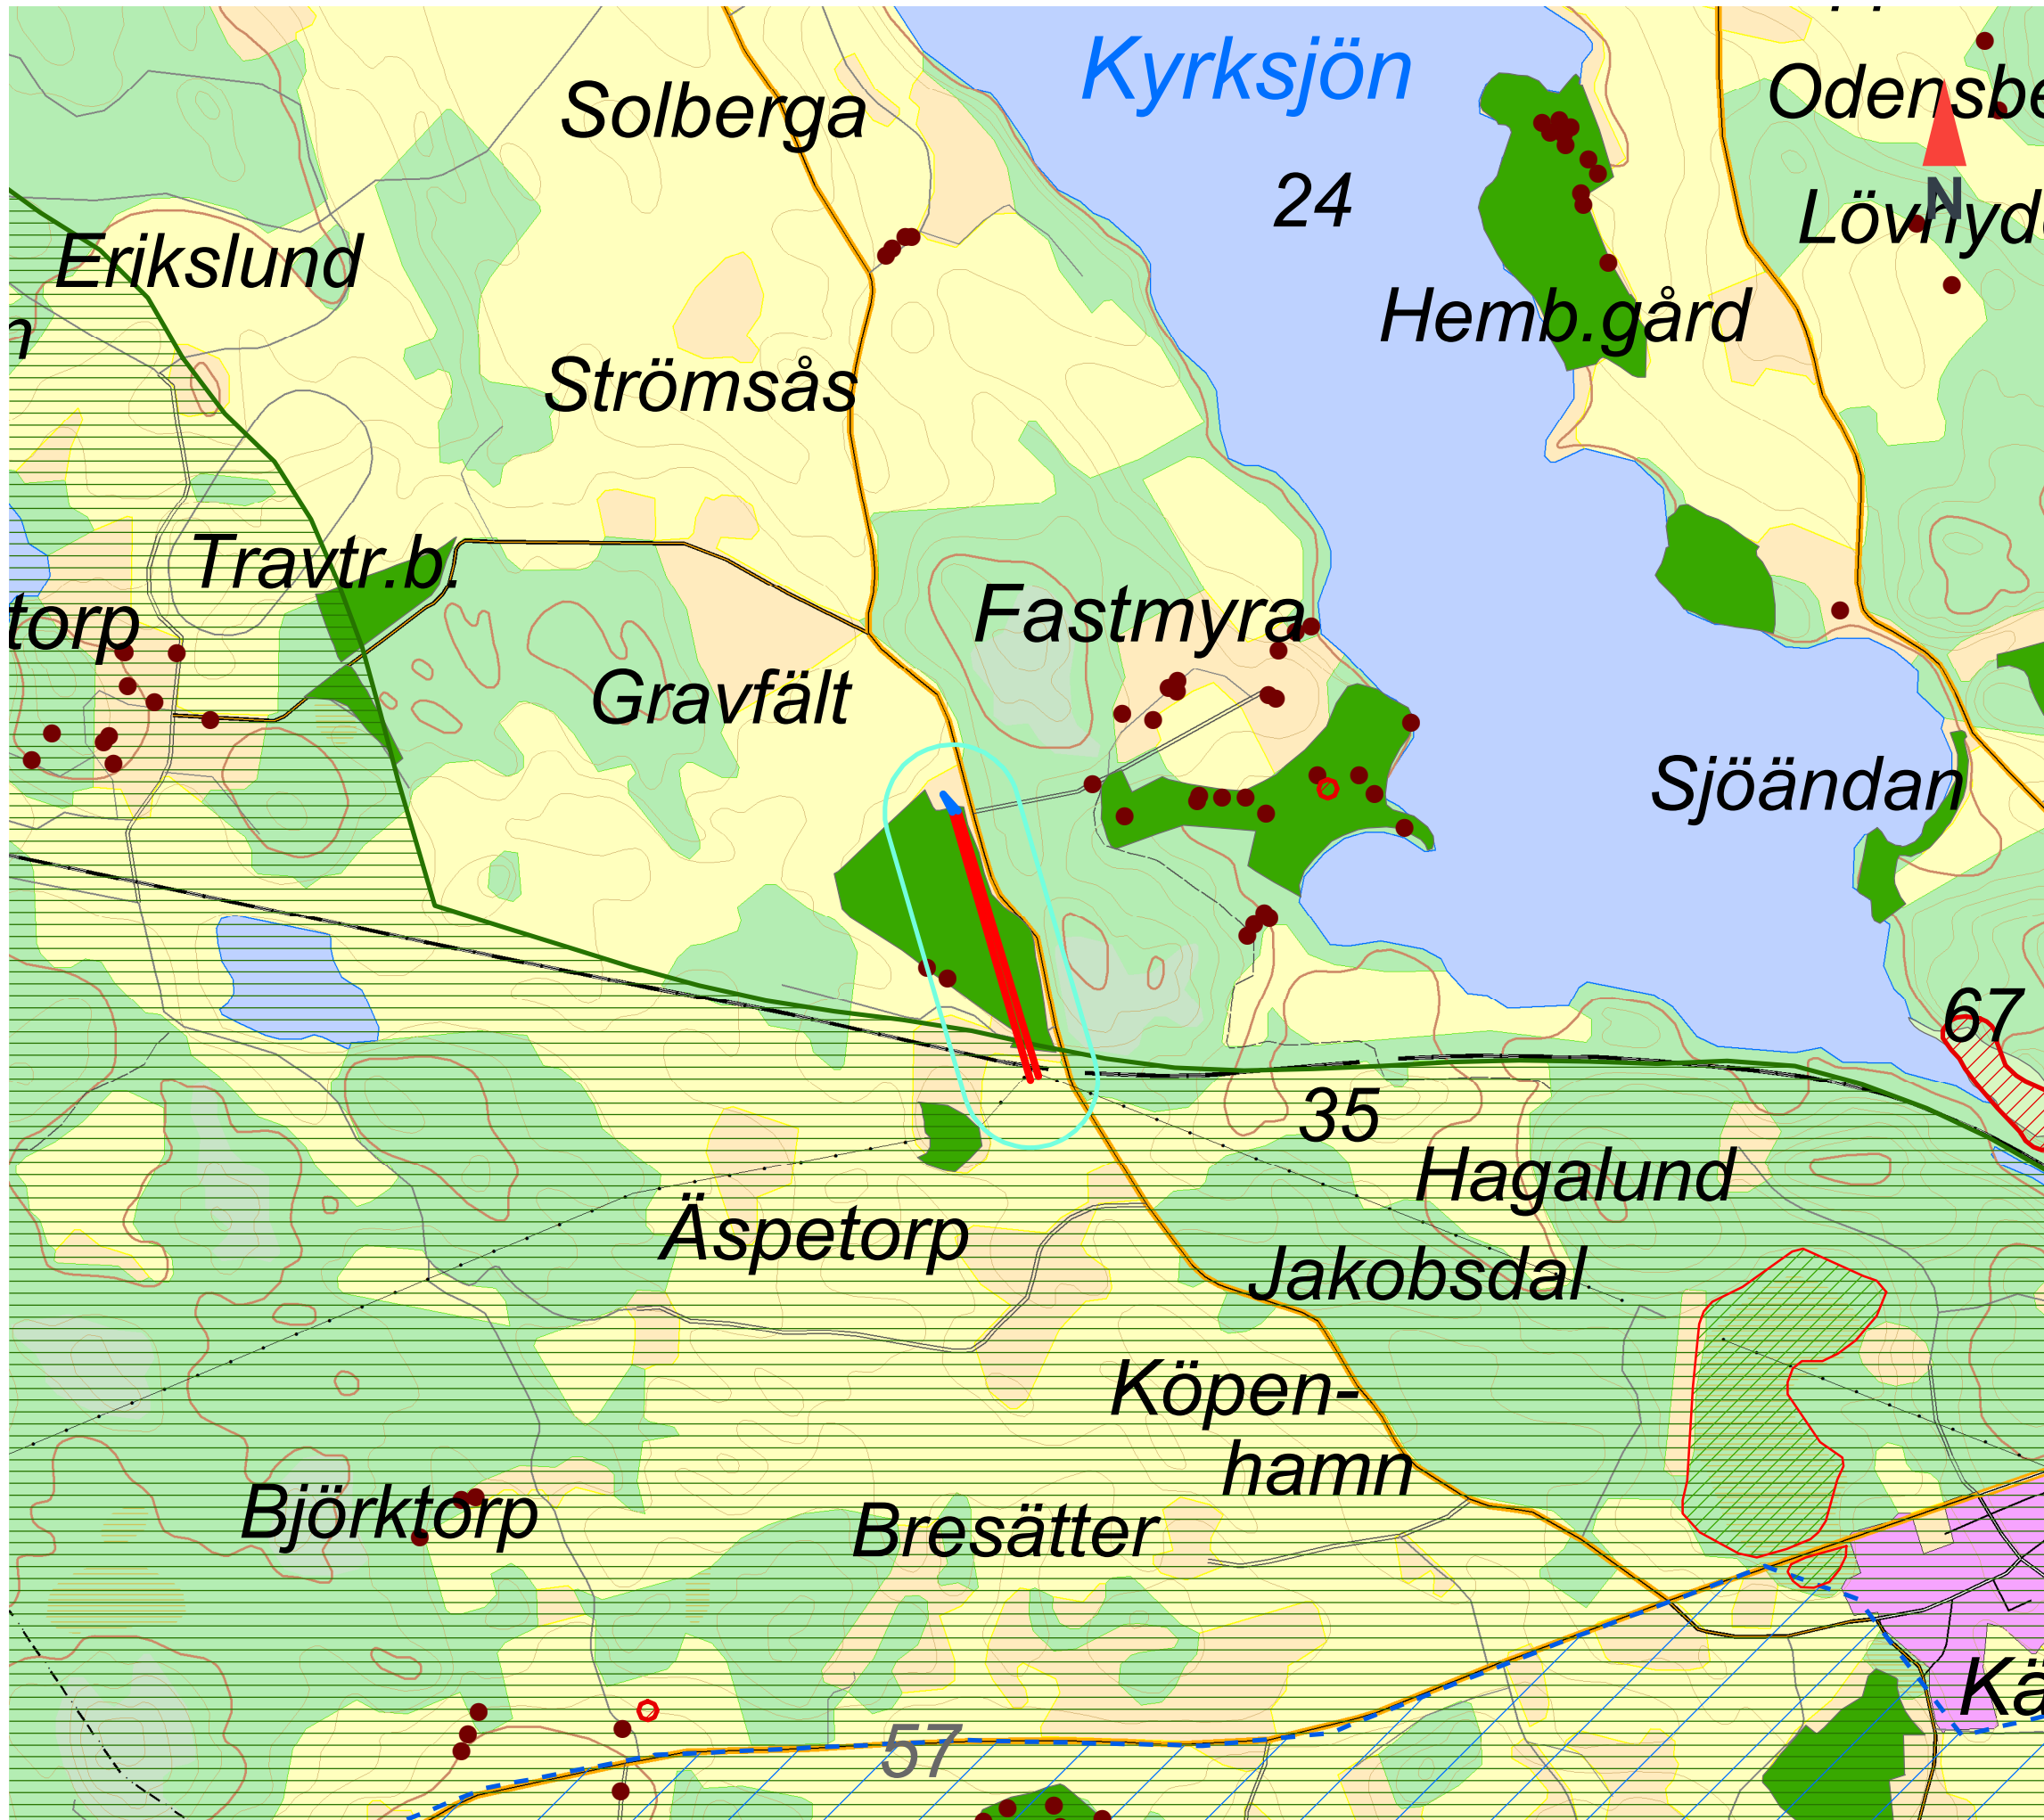 Kyrksjön
Solberga
24
Erikslund
Hemb.gård
Strömsås
Travtr.b.
torp
Fastmyra
Gravfält
Sjöändan
67
35
Hagalund
Äspetorp
Jakobsdal
Köpen-
hamn
Björktorp
Bresätter
57
N